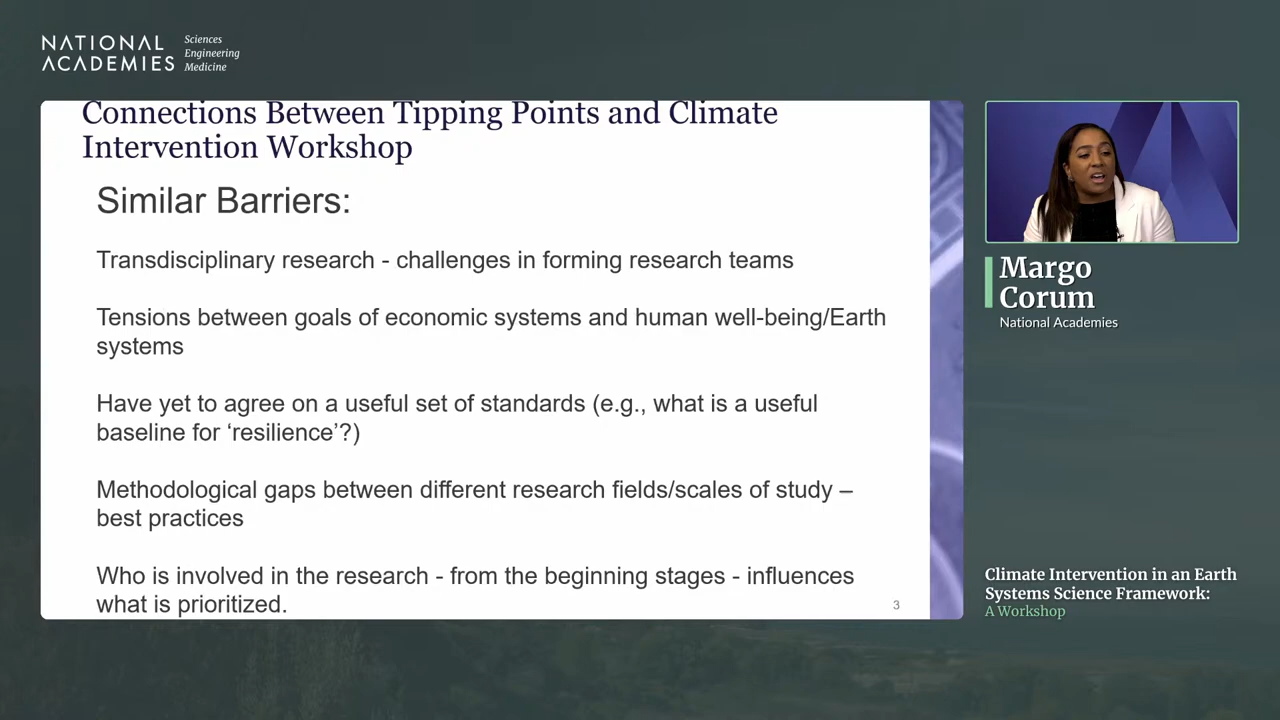 NATIONAL
ACADEMIES
Sciences
Engineering
Medicine
Connections Between Tipping Points and Climate
Intervention Workshop
Similar Barriers:
Transdisciplinary research - challenges in forming research teams
Tensions between goals of economic systems and human well-being/Earth
systems
Have yet to agree on a useful set of standards (e.g., what is a useful
baseline for ‘resilience’?)
Methodological gaps between different research fields/scales of study –
best practices
Who is involved in the research - from the beginning stages - influences
what is prioritized.
3
Margo
Corum
National Academies
Climate Intervention in an Earth
Systems Science Framework:
A Workshop